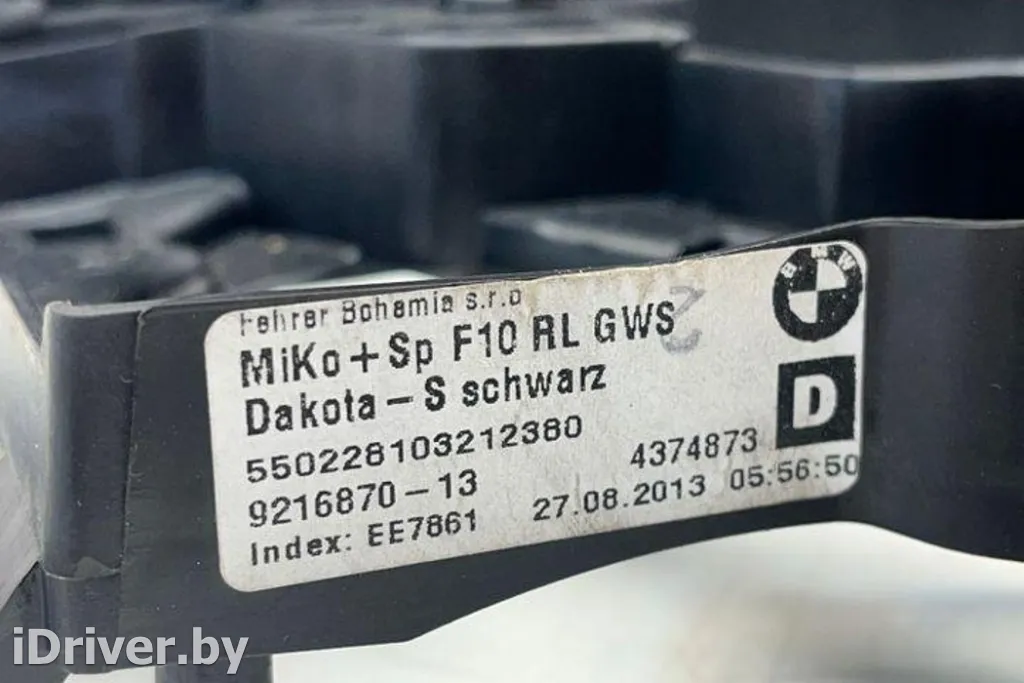 Fehrer Bohemia s.r.o
MiKo+Sp F10 RL GWS
Dakota-S schwarz
550228103212380
9216870-13
4374873
Index: EE7861
27.08.2013 05:56:50
BMW
D
iDriver.by